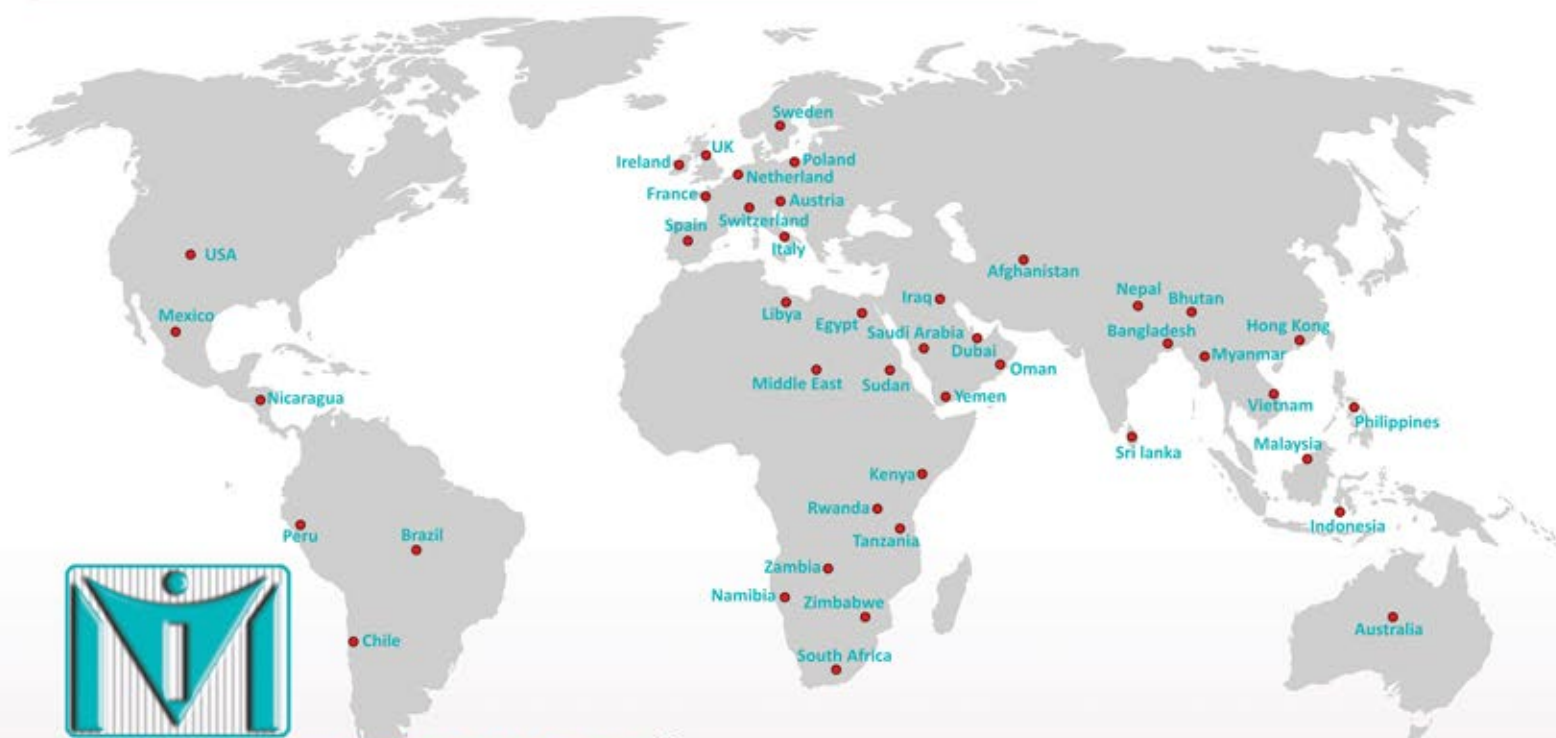 Sweden
UK
Ireland
Poland
Netherland
France
Austria
Switzerland
Spain
Italy
USA
Afghanistan
Mexico
Libya
Egypt
Iraq
Saudi Arabia
Dubai
Nepal
Bhutan
Bangladesh
Hong Kong
Myanmar
Oman
Middle East
Sudan
Yemen
Nicaragua
Vietnam
Philippines
Sri lanka
Malaysia
Kenya
Rwanda
Indonesia
Peru
Brazil
Tanzania
Zambia
Namibia
Zimbabwe
Australia
Chile
South Africa